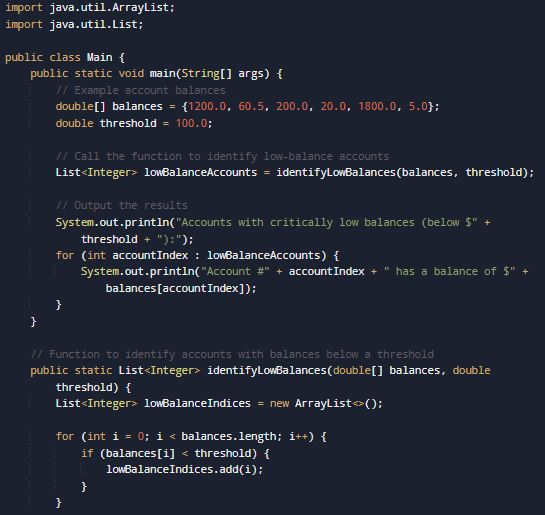 import java.util.ArrayList;
import java.util.List;
public class Main {
public static void main(String[] args) {
// Example account balances
double[] balances = {1200.0, 60.5, 200.0, 20.0, 1800.0, 5.0};
double threshold = 100.0;
// Call the function to identify low-balance accounts
List<Integer> lowBalanceAccounts = identifyLowBalances(balances, threshold);
// Output the results
System.out.println("Accounts with critically low balances (below $" +
threshold + "):");
for (int accountIndex : lowBalanceAccounts) {
System.out.println("Account #" + accountIndex + " has a balance of $" +
balances[accountIndex]);
}
}
// Function to identify accounts with balances below a threshold
public static List<Integer> identifyLowBalances(double[] balances, double
threshold) {
List<Integer> lowBalanceIndices = new ArrayList<>();
for (int i = 0; i < balances.length; i++) {
if (balances[i] < threshold) {
lowBalanceIndices.add(i);
}
}